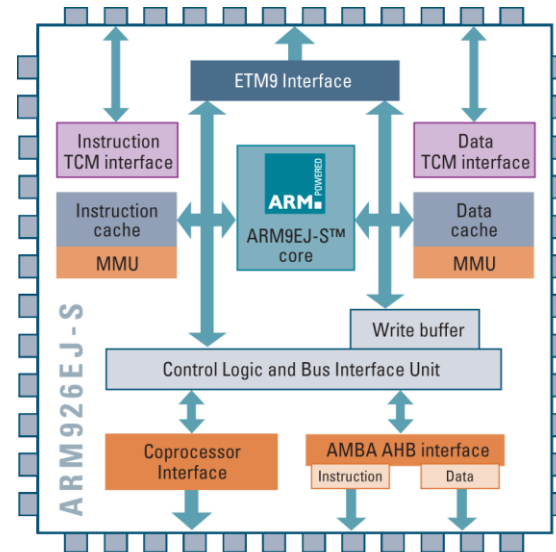 ETM9 Interface
Instruction
TCM interface
Data
TCM interface
ARM
POWERED
ARM9EJ-S™
core
Instruction
cache
MMU
Data
cache
MMU
Write buffer
Control Logic and Bus Interface Unit
Coprocessor
Interface
AMBA AHB interface
Instruction
Data
ARM926EJ-S